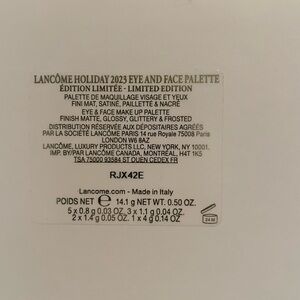 LANCÔME HOLIDAY 2023 EYE AND FACE PALETTE
ÉDITION LIMITÉE - LIMITED EDITION
PALETTE DE MAQUILLAGE VISAGE ET YEUX
FINI MAT, SATINÉ, PAILLETTÉ & NACRÉ
EYE & FACE MAKE UP PALETTE
FINISH MATTE, GLOSSY, GLITTERY & FROSTED
DISTRIBUTION RÉSERVÉE AUX DÉPOSITAIRES AGRÉÉS
PAR LA SOCIÉTÉ LANCÔME PARIS 14 rue Royale 75008 Paris
LONDON W6 8AZ
LANCÔME, LUXURY PRODUCTS LLC, NEW YORK, NY 10001.
IMP. BY/PAR LANCÔME CANADA, MONTRÉAL, H4T 1K5
TSA 75000 93584 ST OUEN CEDEX FR
RJX42E
Lancome.com - Made in Italy
POIDS NET ℮ 14.1 g NET WT. 0.50 OZ.
5 x 0.8 g 0.03 OZ. 3 x 1.1 g 0.04 OZ.
2 x 1.4 g 0.05 OZ. 1 x 4 g 0.14 OZ